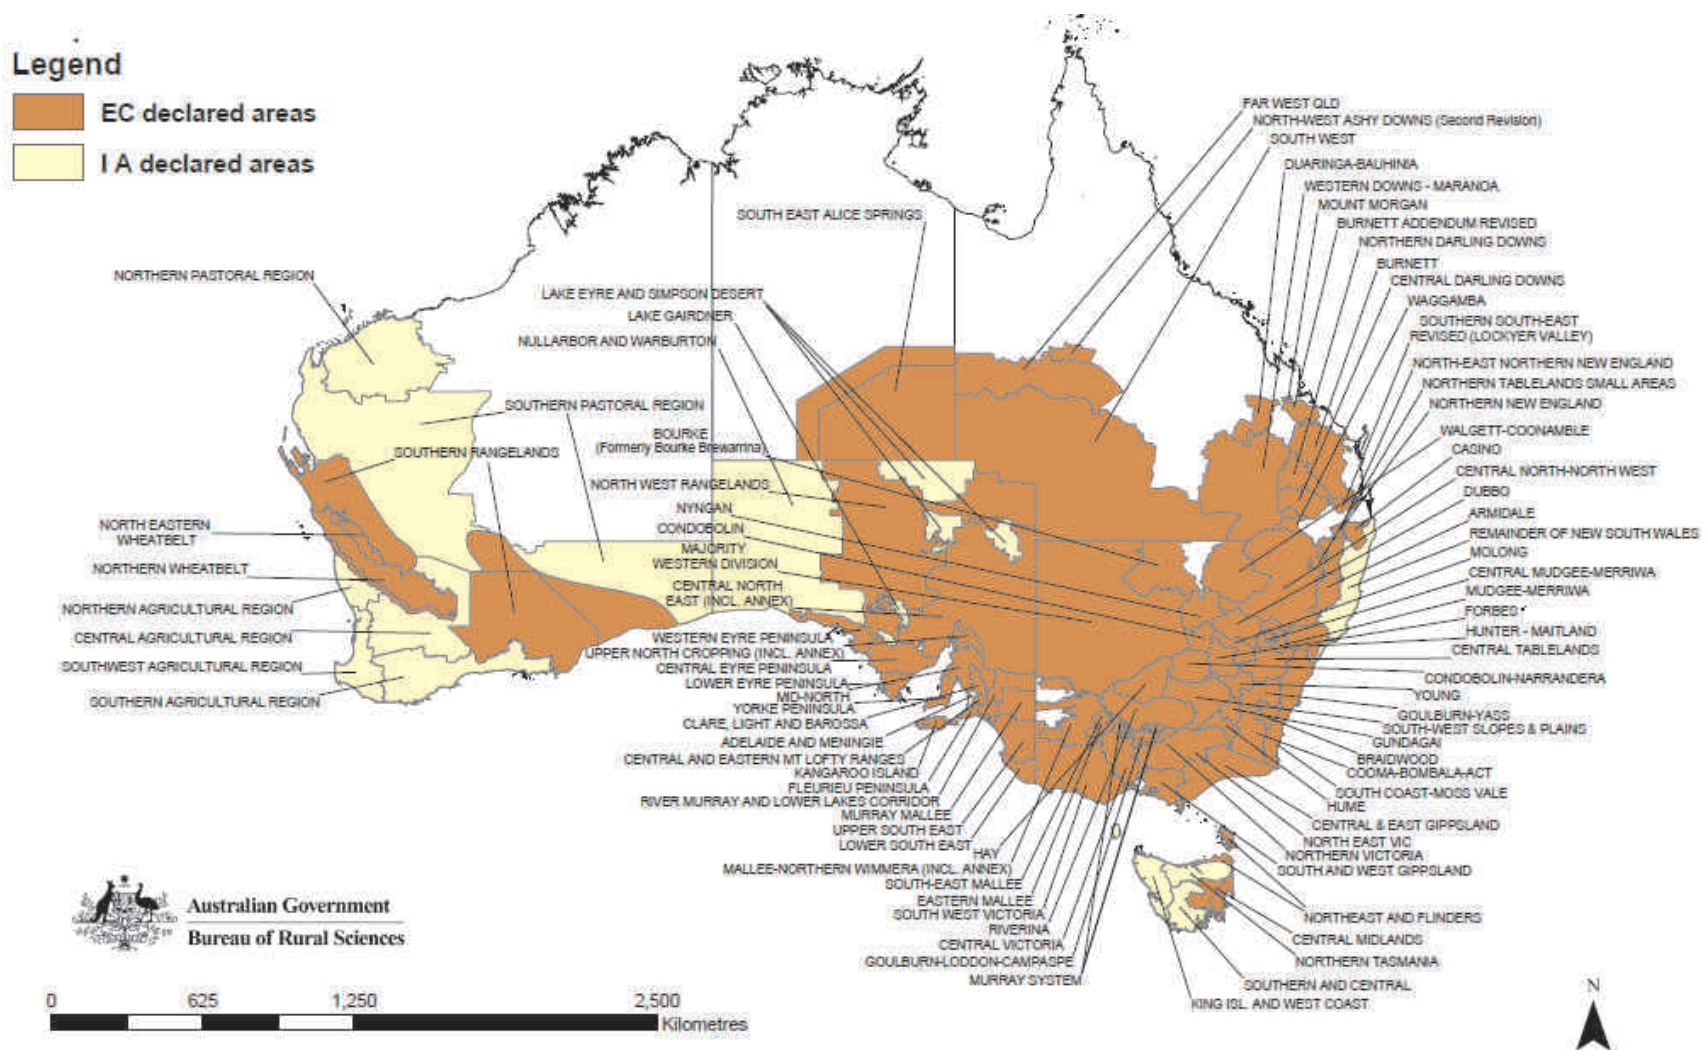 Legend
EC declared areas
I A declared areas
FAR WEST QLD
NORTH-WEST ASHY DOWNS (Second Revision)
SOUTH WEST
DUARINGA-BAUHINIA
WESTERN DOWNS - MARANOA
MOUNT MORGAN
BURNETT ADDENDUM REVISED
NORTHERN DARLING DOWNS
BURNETT
CENTRAL DARLING DOWNS
WAGGAMBA
SOUTHERN SOUTH-EAST
REVISED (LOCKYER VALLEY)
NORTH-EAST NORTHERN NEW ENGLAND
NORTHERN TABLELANDS SMALL AREAS
NORTHERN NEW ENGLAND
WALGETT-COONAMBLE
CASINO
CENTRAL NORTH-NORTH WEST
DUBBO
ARMIDALE
REMAINDER OF NEW SOUTH WALES
MOLONG
CENTRAL MUDGEE-MERRIWA
MUDGEE-MERRIWA
FORBES
HUNTER - MAITLAND
CENTRAL TABLELANDS
CONDOBOLIN-NARRANDERA
YOUNG
GOULBURN-YASS
SOUTH-WEST SLOPES & PLAINS
GUNDAGAI
BRAIDWOOD
COOMA-BOMBALA-ACT
SOUTH COAST-MOSS VALE
HUME
CENTRAL & EAST GIPPSLAND
NORTH EAST VIC
NORTHERN VICTORIA
SOUTH AND WEST GIPPSLAND
NORTHEAST AND FLINDERS
CENTRAL MIDLANDS
NORTHERN TASMANIA
SOUTHERN AND CENTRAL
KING ISL. AND WEST COAST
SOUTH EAST ALICE SPRINGS
NORTHERN PASTORAL REGION
LAKE EYRE AND SIMPSON DESERT
LAKE GAIRDNER
NULLARBOR AND WARBURTON
SOUTHERN PASTORAL REGION
BOURKE
(Formerly Bourke Brewarrina)
SOUTHERN RANGELANDS
NORTH WEST RANGELANDS
NYNGAN
CONDOBOLIN
MAJORITY
WESTERN DIVISION
CENTRAL NORTH
EAST (INCL. ANNEX)
NORTH EASTERN
WHEATBELT
NORTHERN WHEATBELT
NORTHERN AGRICULTURAL REGION
CENTRAL AGRICULTURAL REGION
SOUTHWEST AGRICULTURAL REGION
SOUTHERN AGRICULTURAL REGION
WESTERN EYRE PENINSULA
UPPER NORTH CROPPING (INCL. ANNEX)
CENTRAL EYRE PENINSULA
LOWER EYRE PENINSULA
MID-NORTH
YORKE PENINSULA
CLARE, LIGHT AND BAROSSA
ADELAIDE AND MENINGIE
CENTRAL AND EASTERN MT LOFTY RANGES
KANGAROO ISLAND
FLEURIEU PENINSULA
RIVER MURRAY AND LOWER LAKES CORRIDOR
MURRAY MALLEE
UPPER SOUTH EAST
LOWER SOUTH EAST
HAY
MALLEE-NORTHERN WIMMERA (INCL. ANNEX)
SOUTH-EAST MALLEE
EASTERN MALLEE
SOUTH WEST VICTORIA
RIVERINA
CENTRAL VICTORIA
GOULBURN-LODDON-CAMPASPE
MURRAY SYSTEM
Australian Government
Bureau of Rural Sciences
0 625 1,250 2,500
Kilometres
N